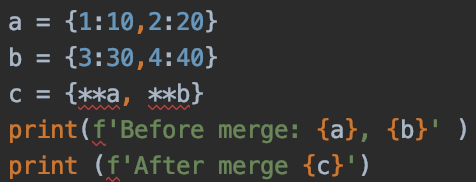 a = {1:10,2:20}
b = {3:30,4:40}
c = {**a, **b}
print(f'Before merge: {a}, {b}' )
print (f'After merge {c}')